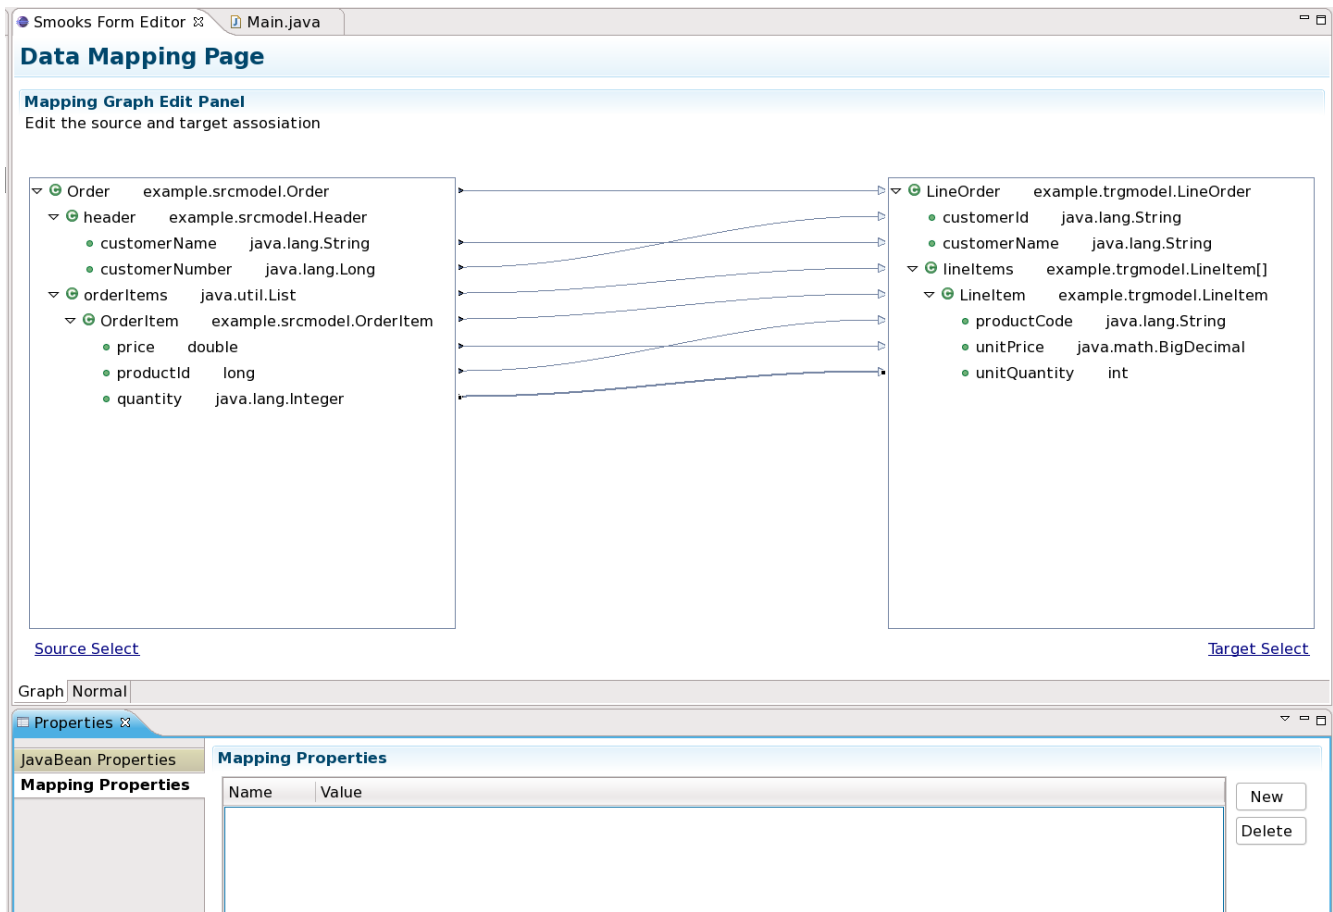 Smooks Form Editor Main.java
Data Mapping Page
Mapping Graph Edit Panel
Edit the source and target assosiation
Order example.srcmodel.Order
header example.srcmodel.Header
customerName java.lang.String
customerNumber java.lang.Long
orderItems java.util.List
OrderItem example.srcmodel.OrderItem
price double
productId long
quantity java.lang.Integer
LineOrder example.trgmodel.LineOrder
customerId java.lang.String
customerName java.lang.String
lineItems example.trgmodel.LineItem[]
LineItem example.trgmodel.LineItem
productCode java.lang.String
unitPrice java.math.BigDecimal
unitQuantity int
Source Select Target Select
Graph Normal
Properties
JavaBean Properties
Mapping Properties
Mapping Properties
Name Value
New
Delete